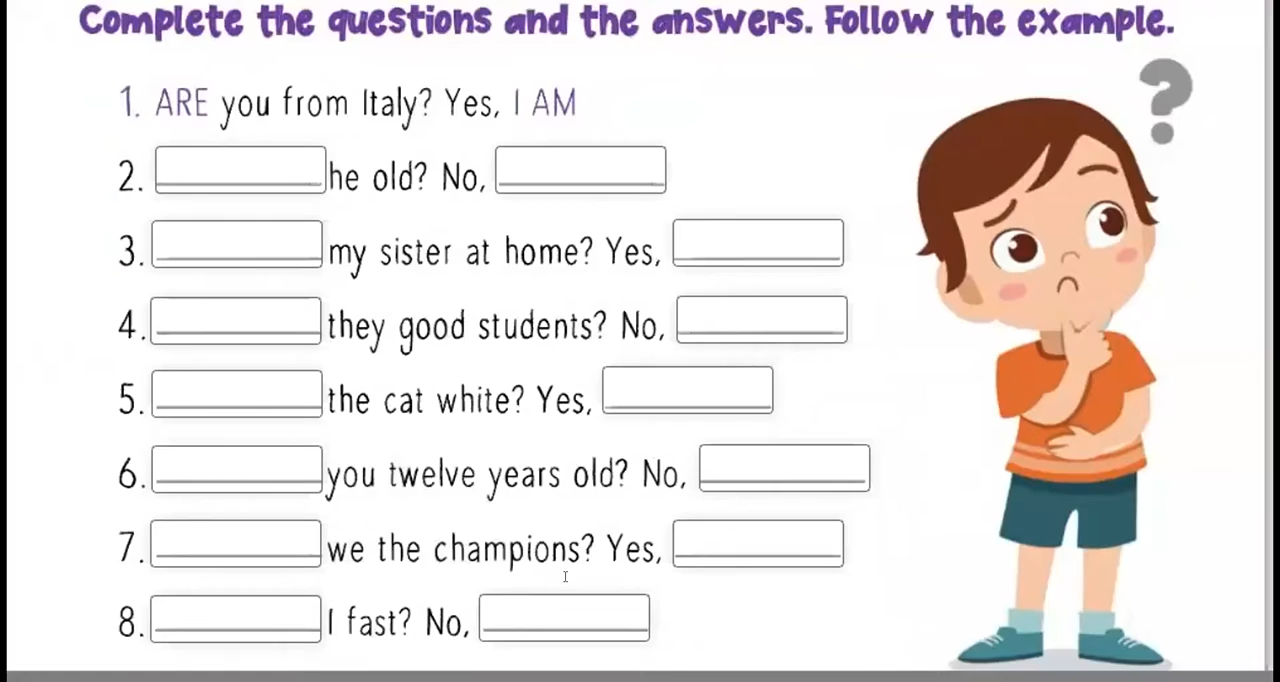 Complete the questions and the answers. Follow the example.
1. ARE you from Italy? Yes, I AM
2. he old? No,
3. my sister at home? Yes,
4. they good students? No,
5. the cat white? Yes,
6. you twelve years old? No,
7. we the champions? Yes,
8. I fast? No,
?